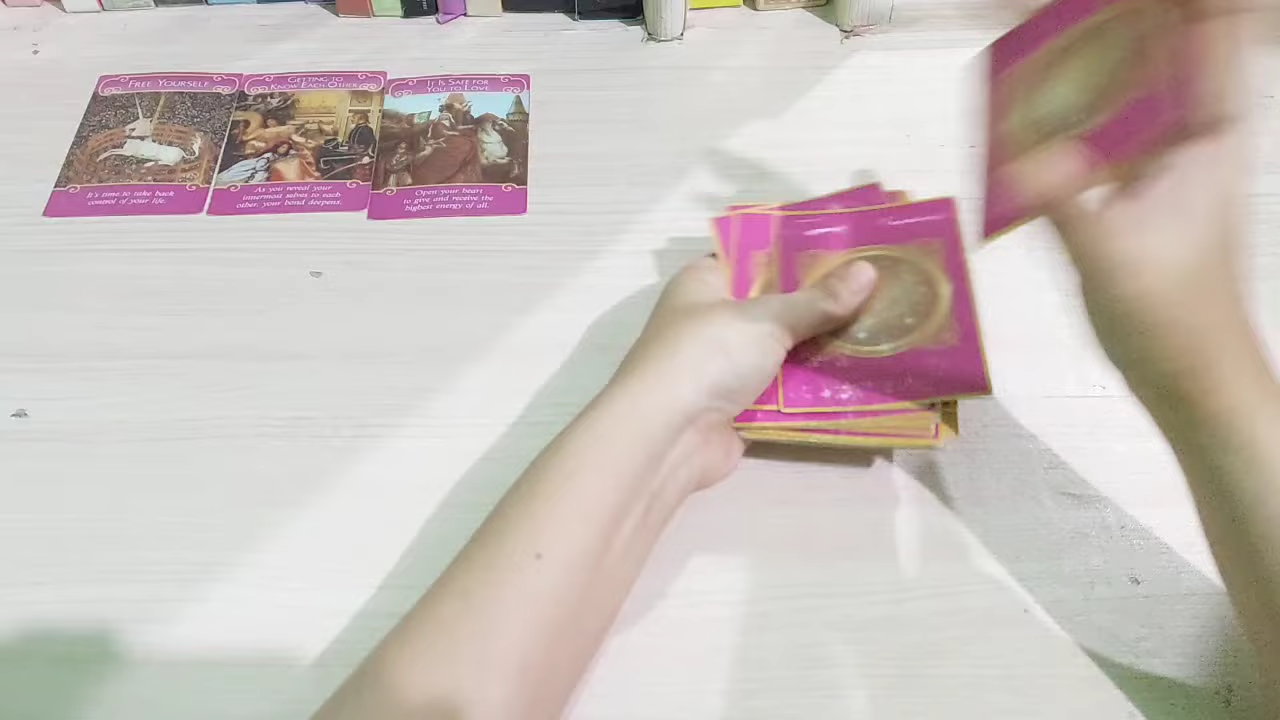 FREE YOURSELF
It's time to take back
control of your life.
GETTING TO
KNOW EACH OTHER
As you reveal your
innermost selves to each
other, your bond deepens.
IT IS SAFE FOR
YOU TO LOVE
Open your heart
to give and receive the
highest energy of all.